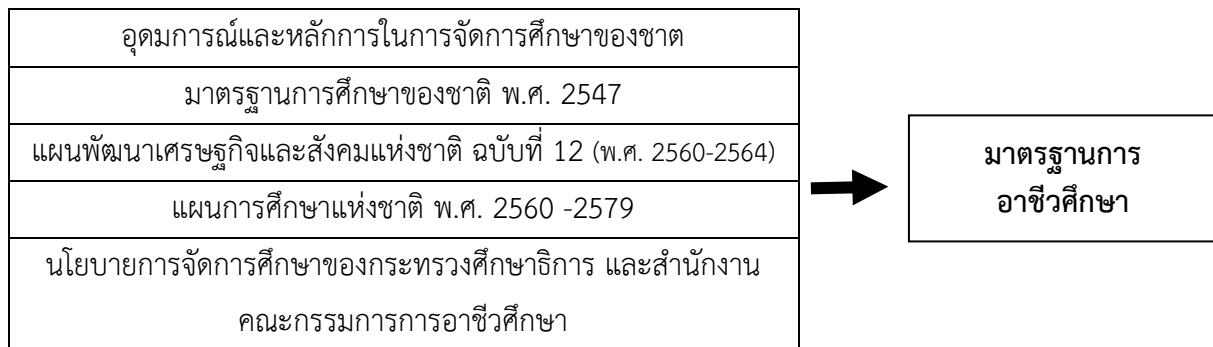 อุดมการณ์และหลักการในการจัดการศึกษาของชาต
มาตรฐานการศึกษาของชาติ พ.ศ. 2547
แผนพัฒนาเศรษฐกิจและสังคมแห่งชาติ ฉบับที่ 12 (พ.ศ. 2560-2564)
แผนการศึกษาแห่งชาติ พ.ศ. 2560 -2579
นโยบายการจัดการศึกษาของกระทรวงศึกษาธิการ และสำนักงาน
คณะกรรมการการอาชีวศึกษา
มาตรฐานการ
อาชีวศึกษา